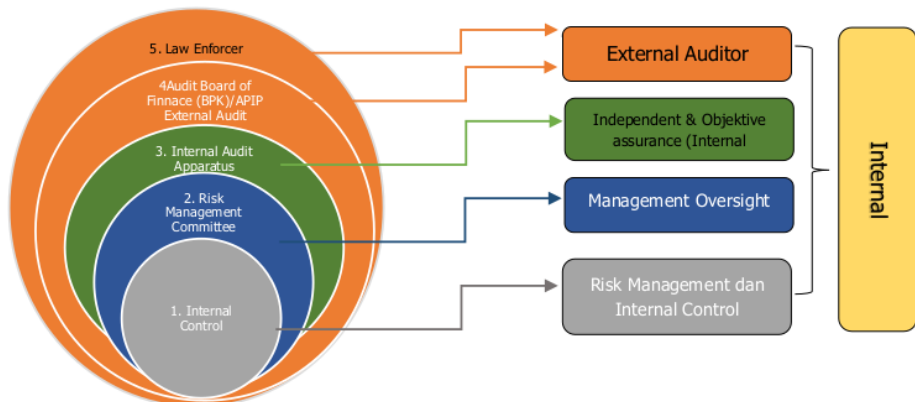 5. Law Enforcer
4Audit Board of
Finnace (BPK)/APIP
External Audit
3. Internal Audit
Apparatus
2. Risk
Management
Committee
1. Internal
Control
External Auditor
Independent & Objektive
assurance (Internal
Management Oversight
Risk Management dan
Internal Control
Internal